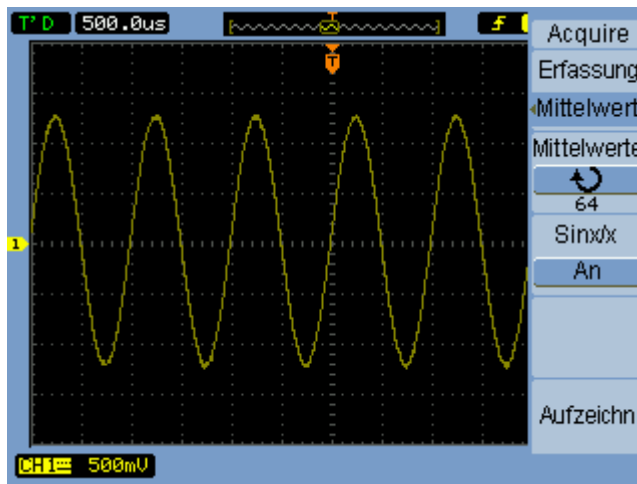 T'D 500.0us
T
T
Acquire
Erfassung
Mittelwert
Mittelwerte
64
Sinx/x
An
1
Aufzeichn
CH1 500mV